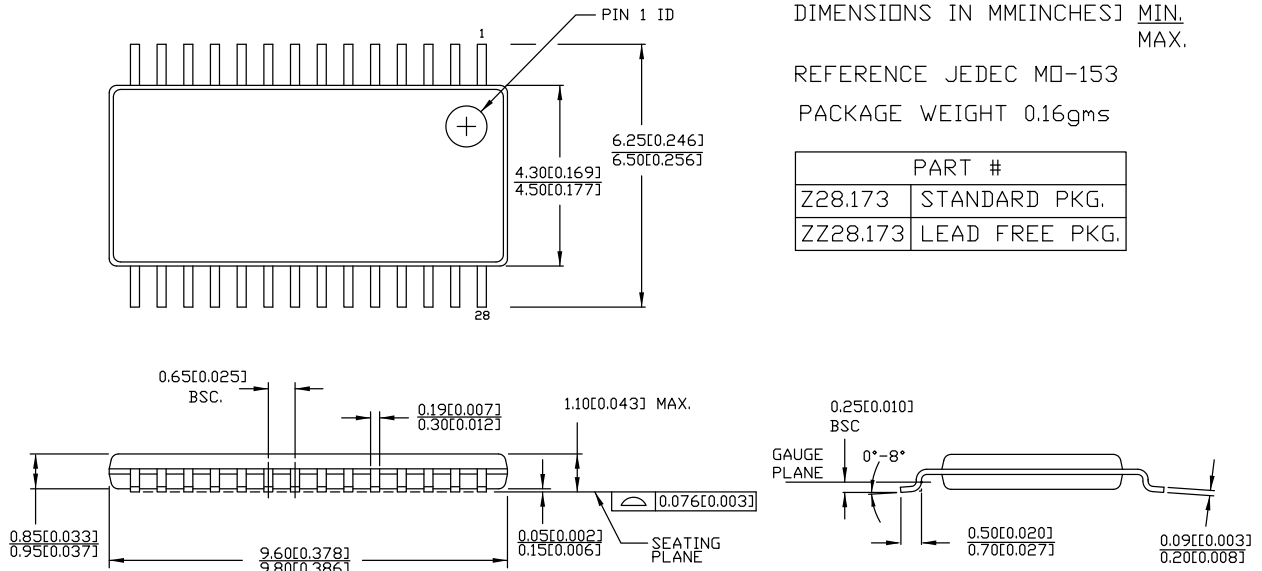 PIN 1 ID
DIMENSIONS IN MM[INCHES] MIN.
MAX.
REFERENCE JEDEC MO-153
PACKAGE WEIGHT 0.16gms
PART #
Z28.173 STANDARD PKG.
ZZ28.173 LEAD FREE PKG.
1
6.25[0.246]
6.50[0.256]
4.30[0.169]
4.50[0.177]
28
0.65[0.025]
BSC.
0.19[0.007]
0.30[0.012]
1.10[0.043] MAX.
0.25[0.010]
BSC
GAUGE
PLANE
0°-8°
0.076[0.003]
0.85[0.033]
0.95[0.037]
9.60[0.378]
9.80[0.386]
0.05[0.002]
0.15[0.006]
SEATING
PLANE
0.50[0.020]
0.70[0.027]
0.09[[0.003]
0.20[0.008]